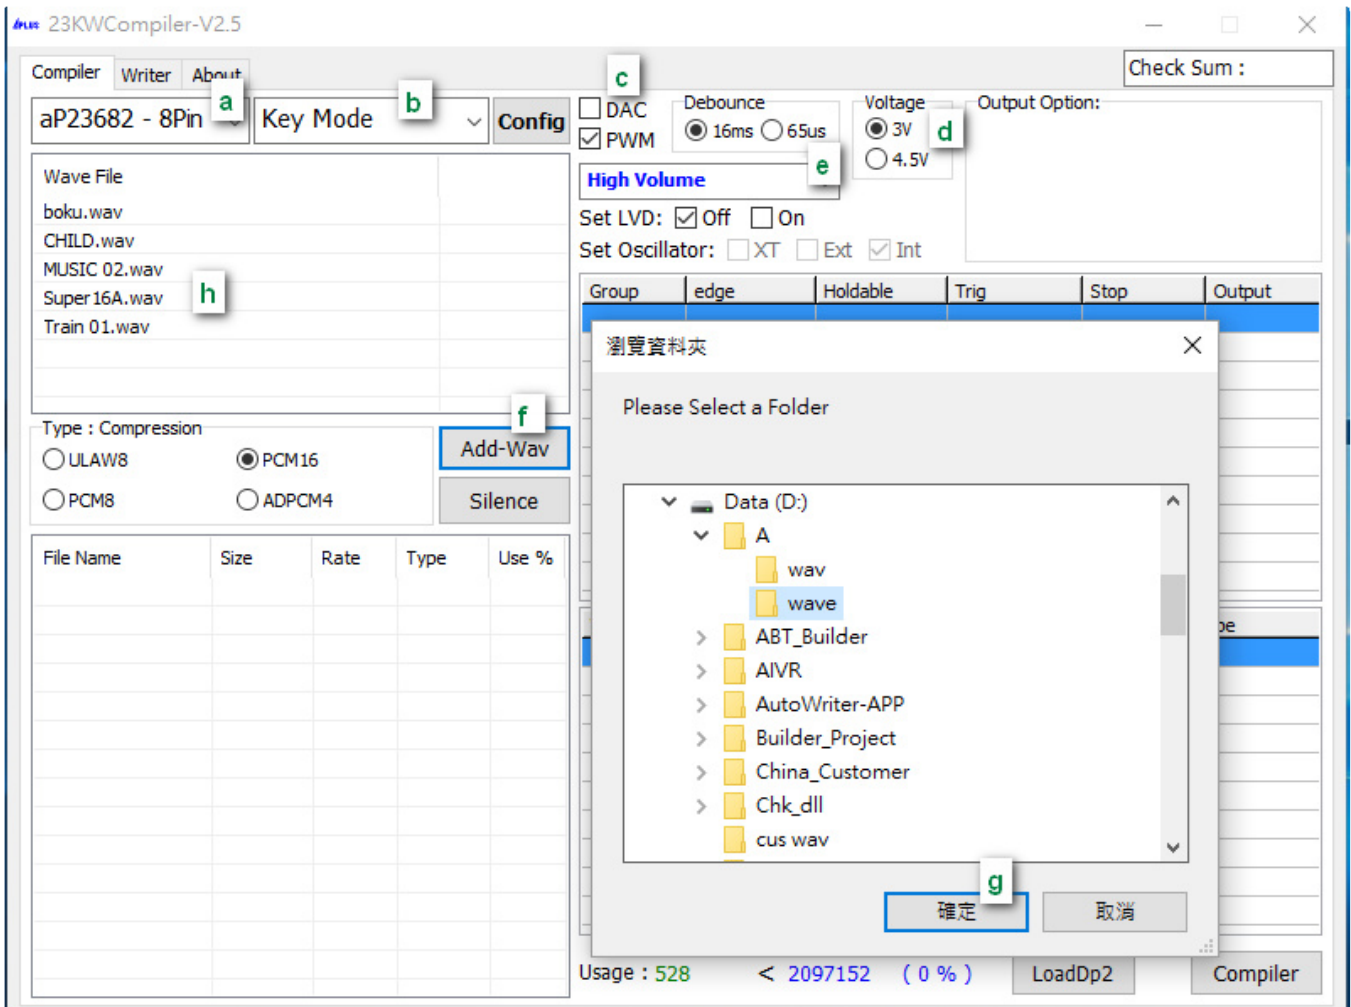 APLUS 23KWCompiler-V2.5
Compiler Writer About
Check Sum :
a b c d e f g h
aP23682 - 8Pin Key Mode Config
DAC
PWM
Debounce
16ms 65us
Voltage
3V
4.5V
Output Option:
High Volume
Set LVD: Off On
Set Oscillator: XT Ext Int
Wave File
boku.wav
CHILD.wav
MUSIC 02.wav
Super16A.wav
Train 01.wav
Group edge Holdable Trig Stop Output
Type : Compression
ULAW8 PCM16
PCM8 ADPCM4
Add-Wav
Silence
File Name Size Rate Type Use %
瀏覽資料夾
Please Select a Folder
Data (D:)
A
wav
wave
ABT_Builder
AIVR
AutoWriter-APP
Builder_Project
China_Customer
Chk_dll
cus wav
確定 取消
Usage : 528 < 2097152 ( 0 % ) LoadDp2 Compiler